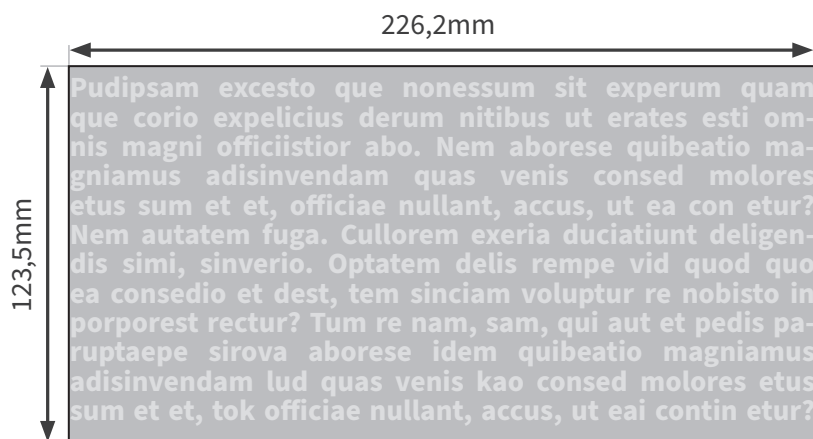 226,2mm
123,5mm
Pudipsam excesto que nonessum sit experum quam
que corio expelicius derum nitibus ut erates esti om-
nis magni officiistior abo. Nem aborese quibeatio ma-
gniamus adisinvendam quas venis consed molores
etus sum et et, officiae nullant, accus, ut ea con etur?
Nem autatem fuga. Cullorem exeria duciatiunt deligen-
dis simi, sinverio. Optatem delis rempe vid quod quo
ea consedio et dest, tem sinciam voluptur re nobisto in
porporest rectur? Tum re nam, sam, qui aut et pedis pa-
ruptaepe sirova aborese idem quibeatio magniamus
adisinvendam lud quas venis kao consed molores etus
sum et et, tok officiae nullant, accus, ut eai contin etur?